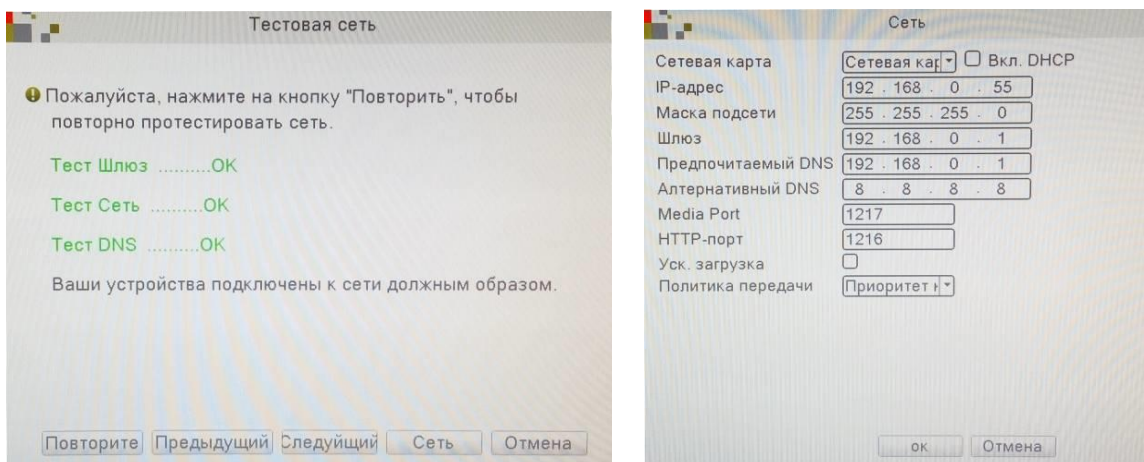 Тестовая сеть
Пожалуйста, нажмите на кнопку "Повторить", чтобы
повторно протестировать сеть.
Тест Шлюз ..........OK
Тест Сеть ..........OK
Тест DNS ..........OK
Ваши устройства подключены к сети должным образом.
Повторите Предыдущий Следуйщий Сеть Отмена
Сеть
Сетевая карта Сетевая кар Вкл. DHCP
IP-адрес 192 . 168 . 0 . 55
Маска подсети 255 . 255 . 255 . 0
Шлюз 192 . 168 . 0 . 1
Предпочитаемый DNS 192 . 168 . 0 . 1
Алтернативный DNS 8 . 8 . 8 . 8
Media Port 1217
HTTP-порт 1216
Уск. загрузка
Политика передачи Приоритет
ок Отмена